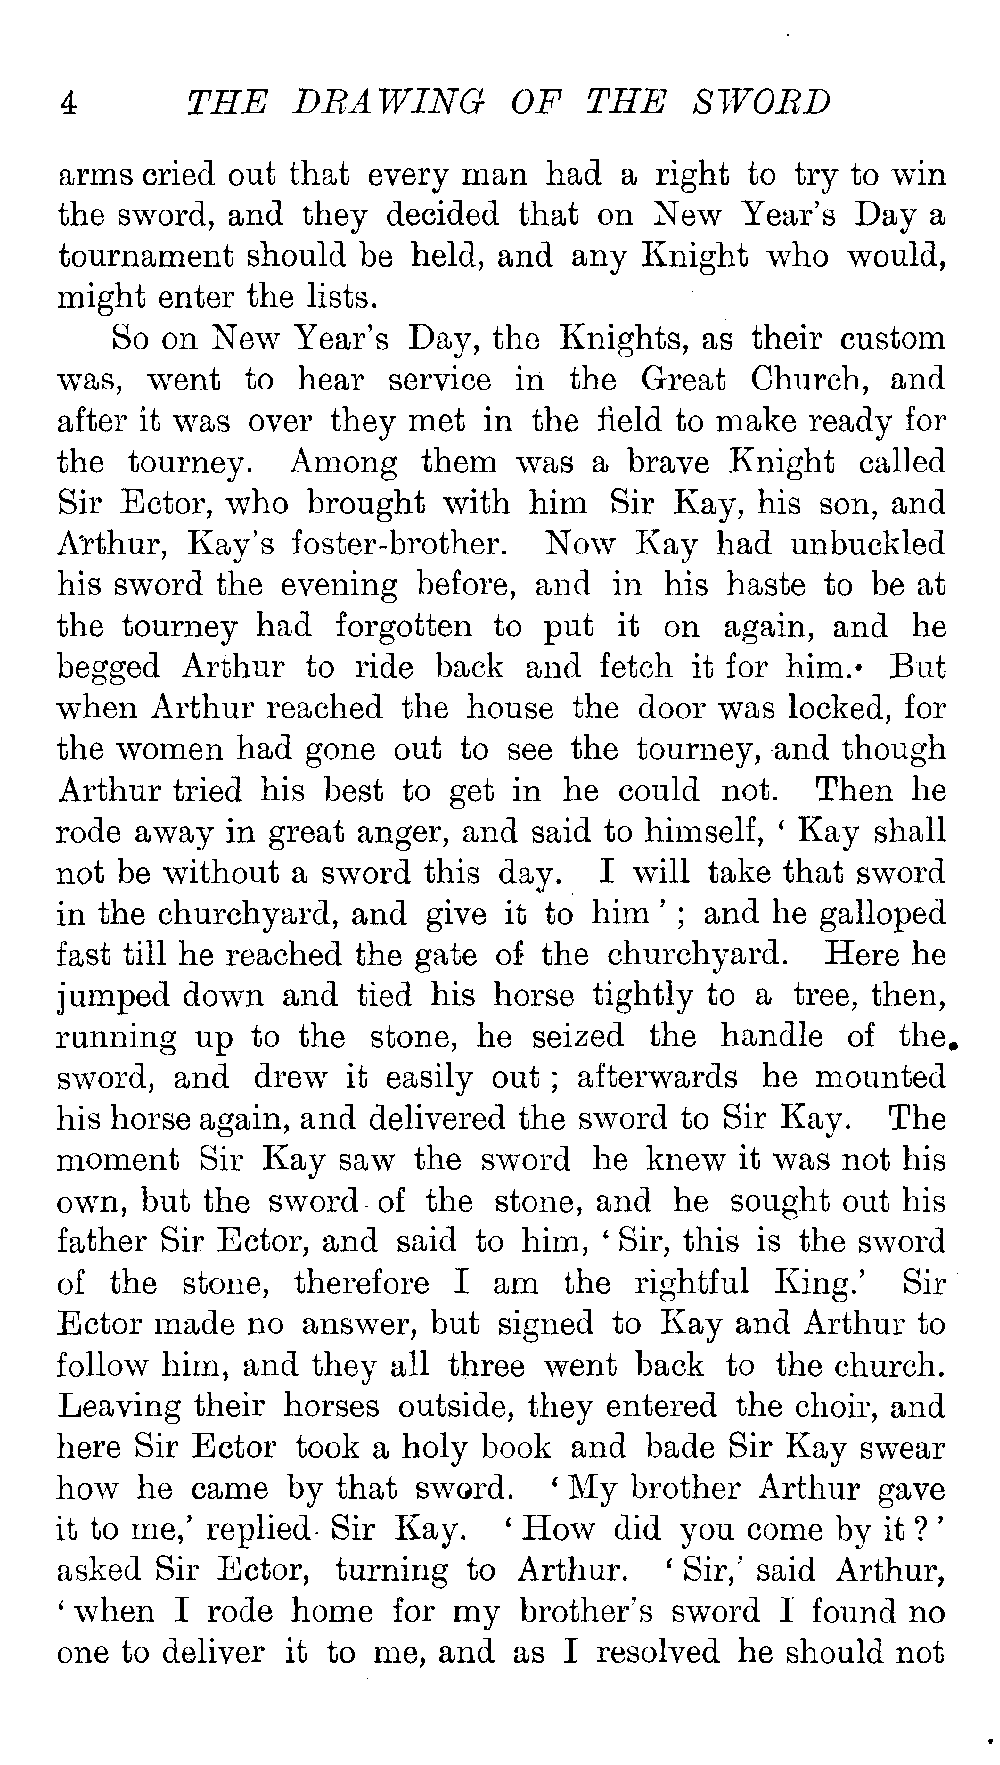 4 THE DRAWING OF THE SWORD
arms cried out that every man had a right to try to win
the sword, and they decided that on New Year's Day a
tournament should be held, and any Knight who would,
might enter the lists.
So on New Year's Day, the Knights, as their custom
was, went to hear service in the Great Church, and
after it was over they met in the field to make ready for
the tourney. Among them was a brave Knight called
Sir Ector, who brought with him Sir Kay, his son, and
Arthur, Kay's foster-brother. Now Kay had unbuckled
his sword the evening before, and in his haste to be at
the tourney had forgotten to put it on again, and he
begged Arthur to ride back and fetch it for him. But
when Arthur reached the house the door was locked, for
the women had gone out to see the tourney, and though
Arthur tried his best to get in he could not. Then he
rode away in great anger, and said to himself, ' Kay shall
not be without a sword this day. I will take that sword
in the churchyard, and give it to him ' ; and he galloped
fast till he reached the gate of the churchyard. Here he
jumped down and tied his horse tightly to a tree, then,
running up to the stone, he seized the handle of the
sword, and drew it easily out ; afterwards he mounted
his horse again, and delivered the sword to Sir Kay. The
moment Sir Kay saw the sword he knew it was not his
own, but the sword of the stone, and he sought out his
father Sir Ector, and said to him, ' Sir, this is the sword
of the stone, therefore I am the rightful King.' Sir
Ector made no answer, but signed to Kay and Arthur to
follow him, and they all three went back to the church.
Leaving their horses outside, they entered the choir, and
here Sir Ector took a holy book and bade Sir Kay swear
how he came by that sword. ' My brother Arthur gave
it to me,' replied Sir Kay. ' How did you come by it ? '
asked Sir Ector, turning to Arthur. ' Sir,' said Arthur,
' when I rode home for my brother's sword I found no
one to deliver it to me, and as I resolved he should not